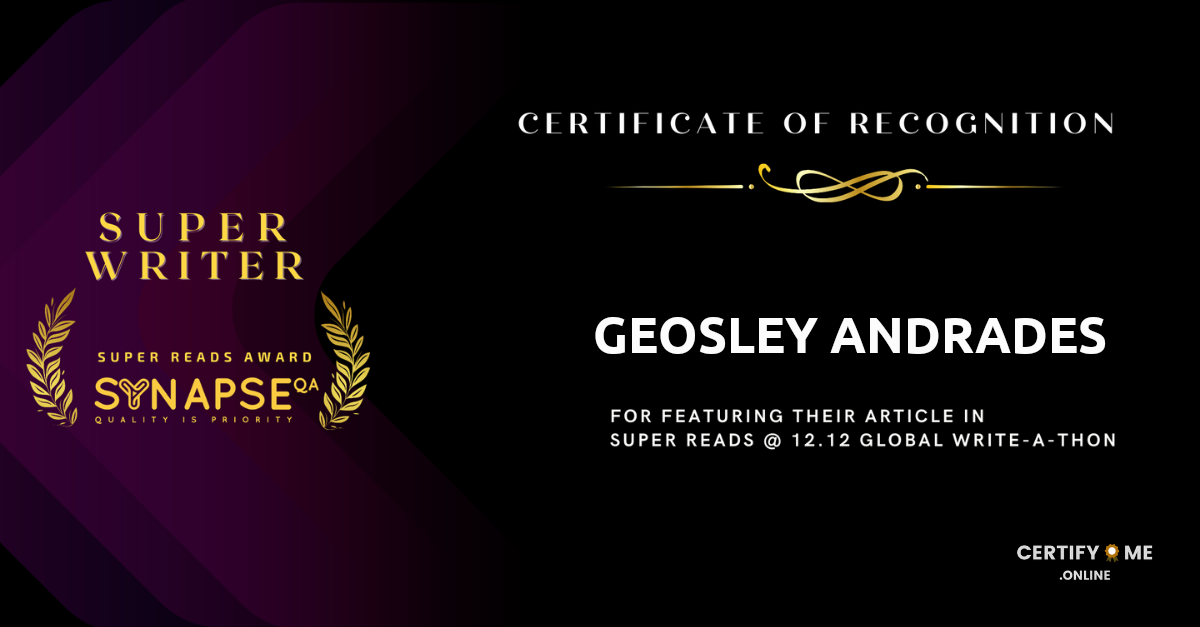 CERTIFICATE OF RECOGNITION
SUPER
WRITER
SUPER READS AWARD
SYNAPSE QA
QUALITY IS PRIORITY
GEOSLEY ANDRADES
FOR FEATURING THEIR ARTICLE IN
SUPER READS @ 12.12 GLOBAL WRITE-A-THON
CERTIFY ME
.ONLINE